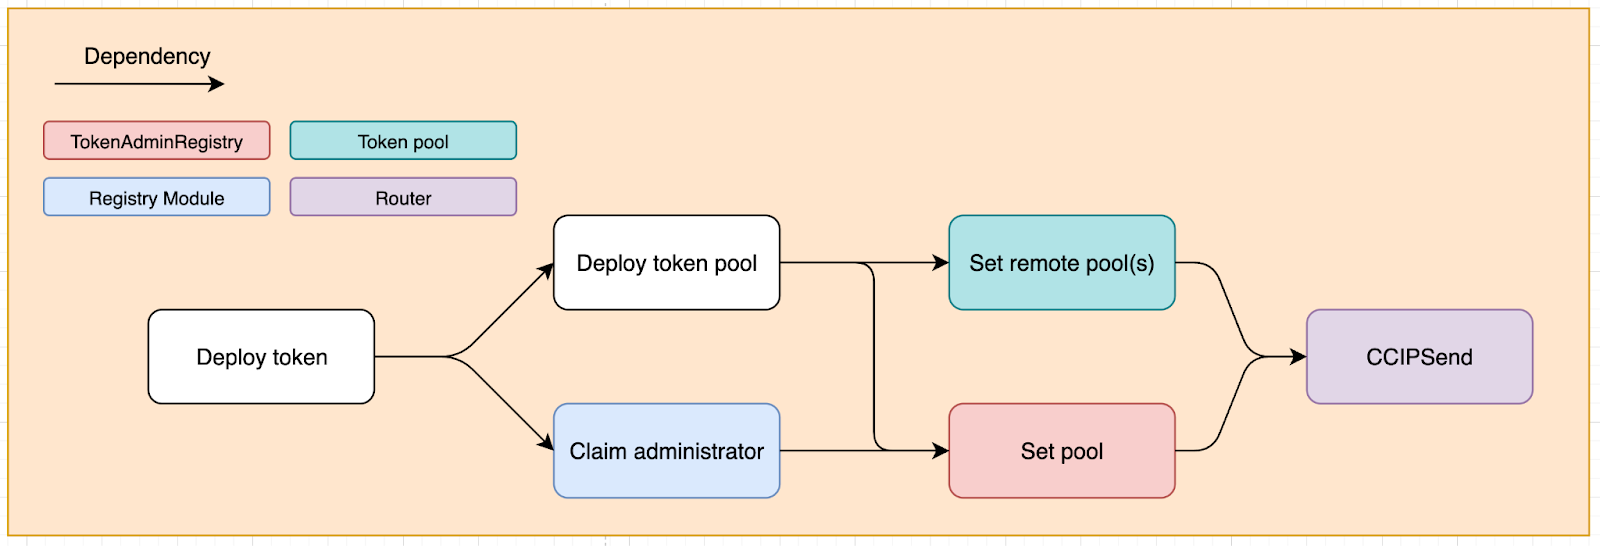 Dependency
TokenAdminRegistry
Token pool
Registry Module
Router
Deploy token pool
Set remote pool(s)
Deploy token
CCIPSend
Claim administrator
Set pool